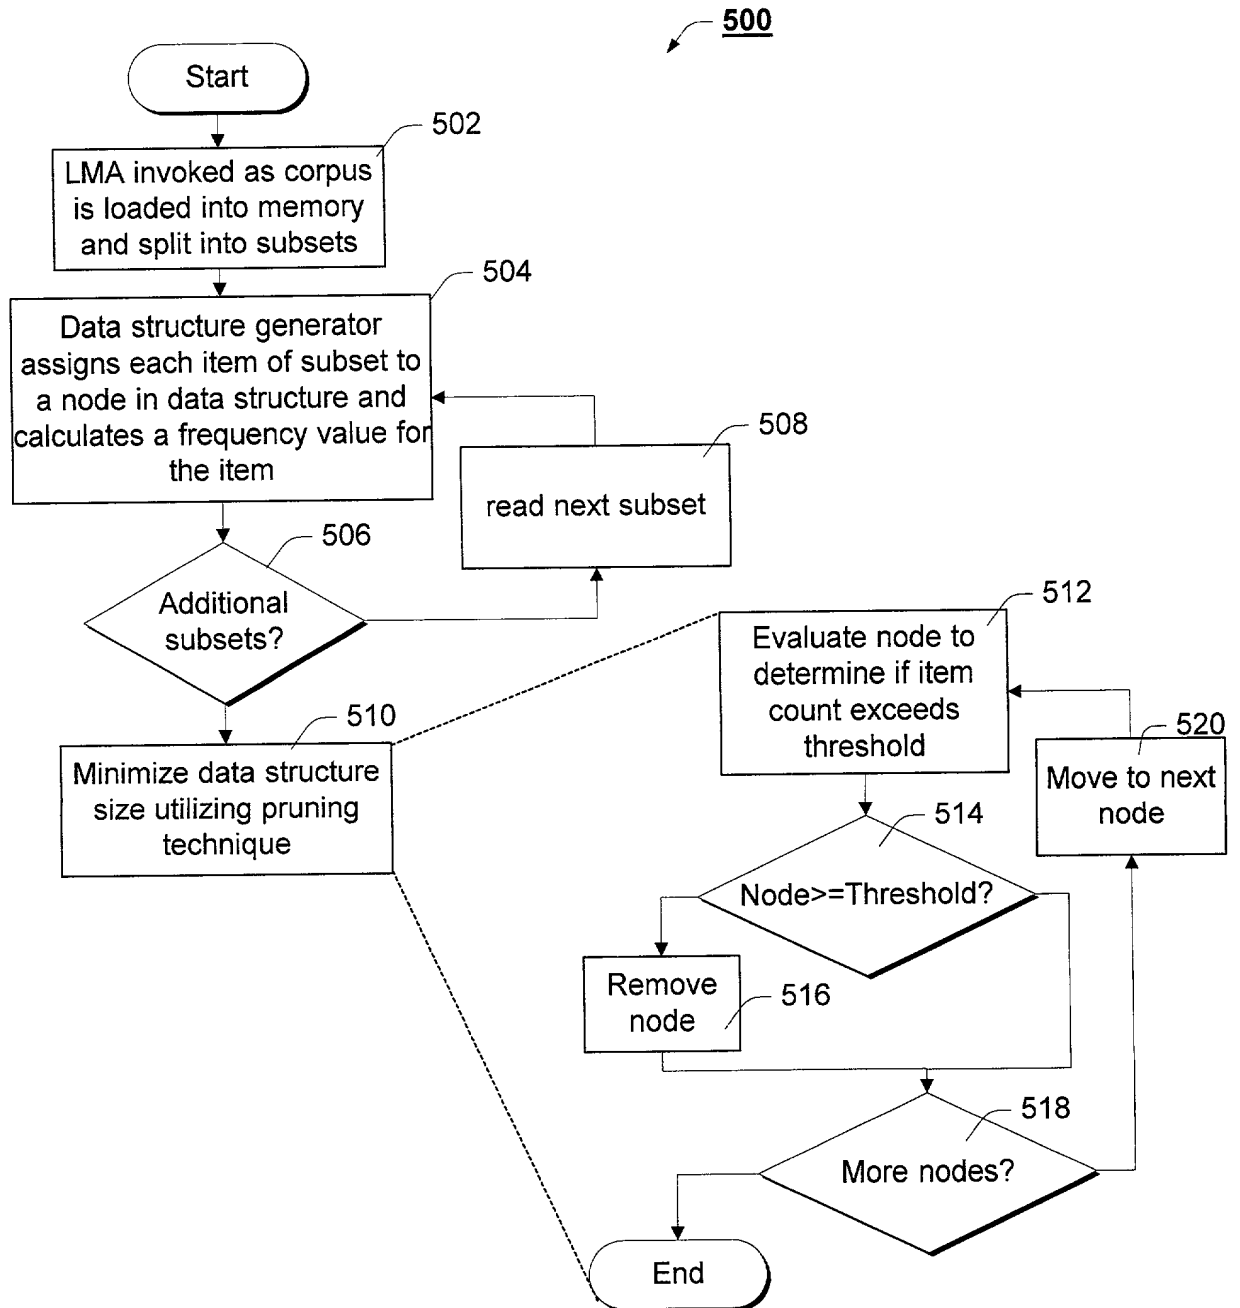 500
Start
502
LMA invoked as corpus
is loaded into memory
and split into subsets
504
Data structure generator
assigns each item of subset to
a node in data structure and
calculates a frequency value for
the item
508
read next subset
506
Additional
subsets?
510
Minimize data structure
size utilizing pruning
technique
512
Evaluate node to
determine if item
count exceeds
threshold
520
Move to next
node
514
Node>=Threshold?
Remove
node
516
518
More nodes?
End